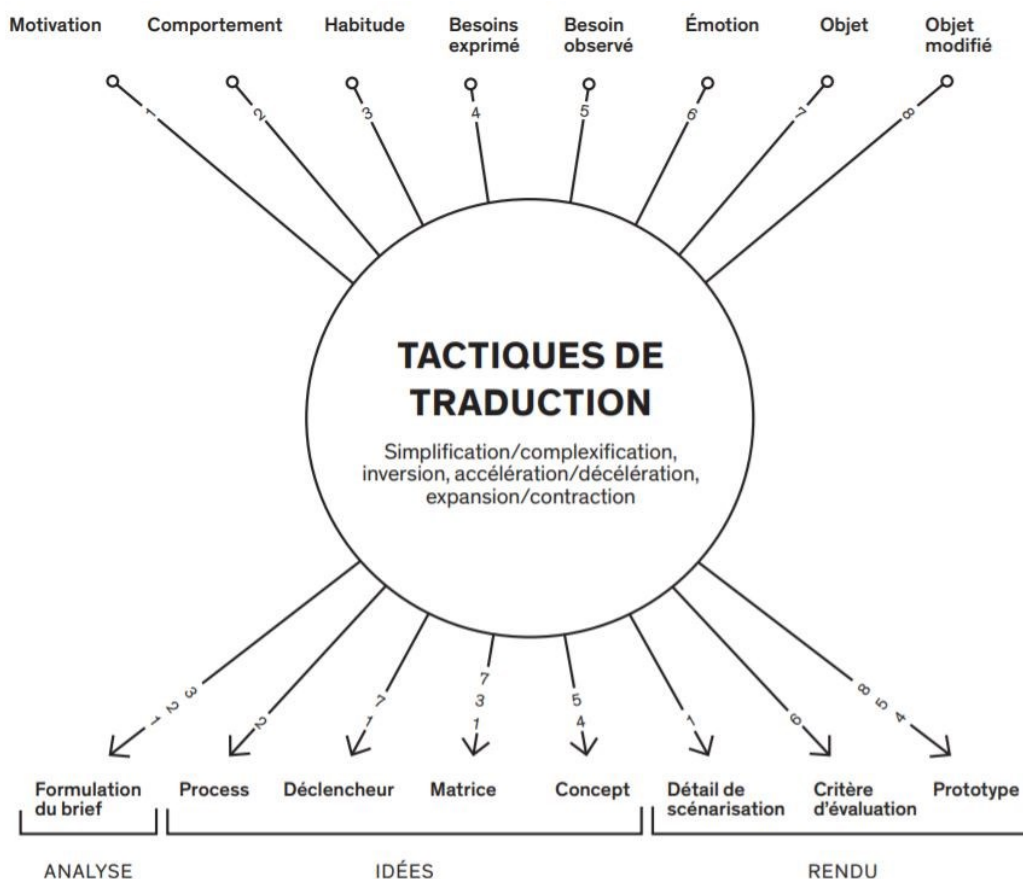 Motivation
Comportement
Habitude
Besoins
exprimé
Besoin
observé
Émotion
Objet
Objet
modifié
1
2
3
4
5
6
7
8
TACTIQUES DE
TRADUCTION
Simplification/complexification,
inversion, accélération/décélération,
expansion/contraction
1 2 3
2
7
1
7
3
1
5
4
1
6
8 5 4
Formulation
du brief
Process
Déclencheur
Matrice
Concept
Détail de
scénarisation
Critère
d'évaluation
Prototype
ANALYSE
IDÉES
RENDU